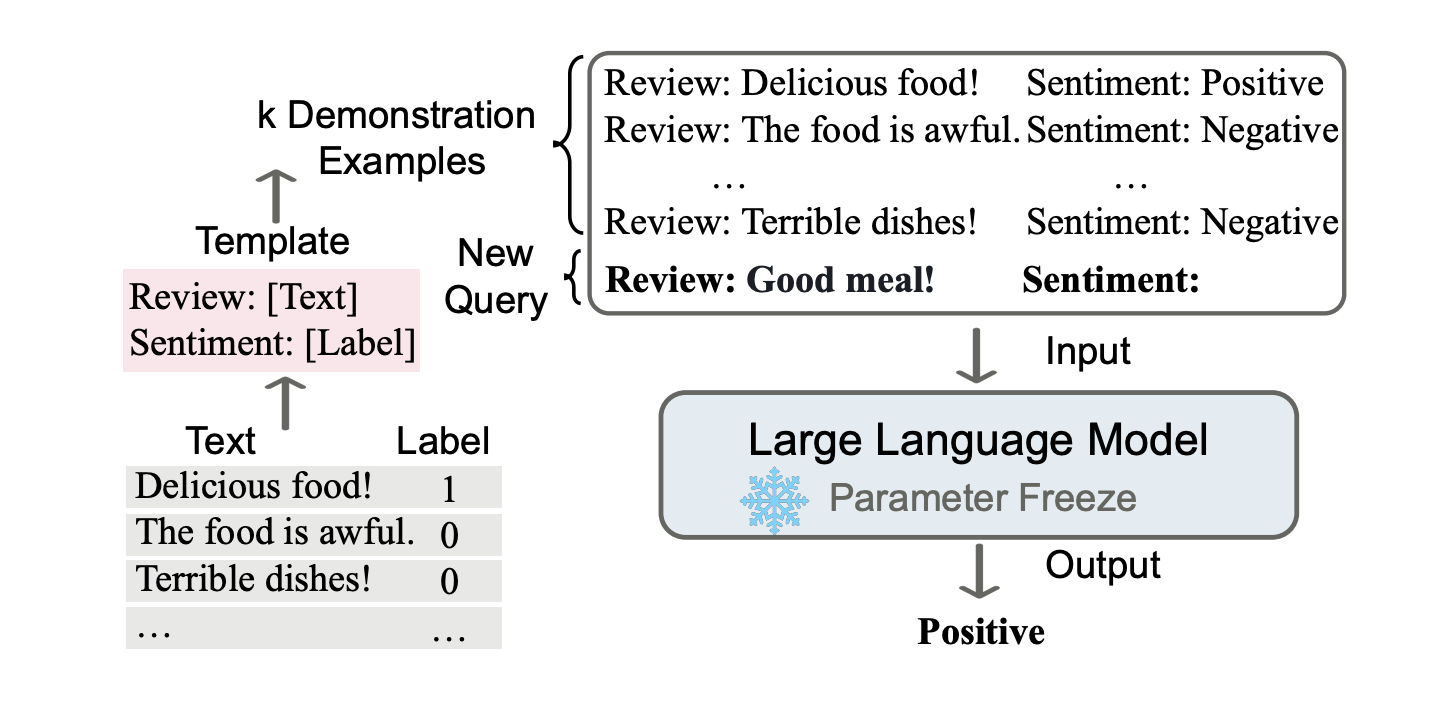 k Demonstration
Examples
Review: Delicious food! Sentiment: Positive
Review: The food is awful. Sentiment: Negative
… …
Review: Terrible dishes! Sentiment: Negative
New
Query
Review: Good meal! Sentiment:
Template
Review: [Text]
Sentiment: [Label]
Text Label
Delicious food! 1
The food is awful. 0
Terrible dishes! 0
… …
Input
Large Language Model
Parameter Freeze
Output
Positive